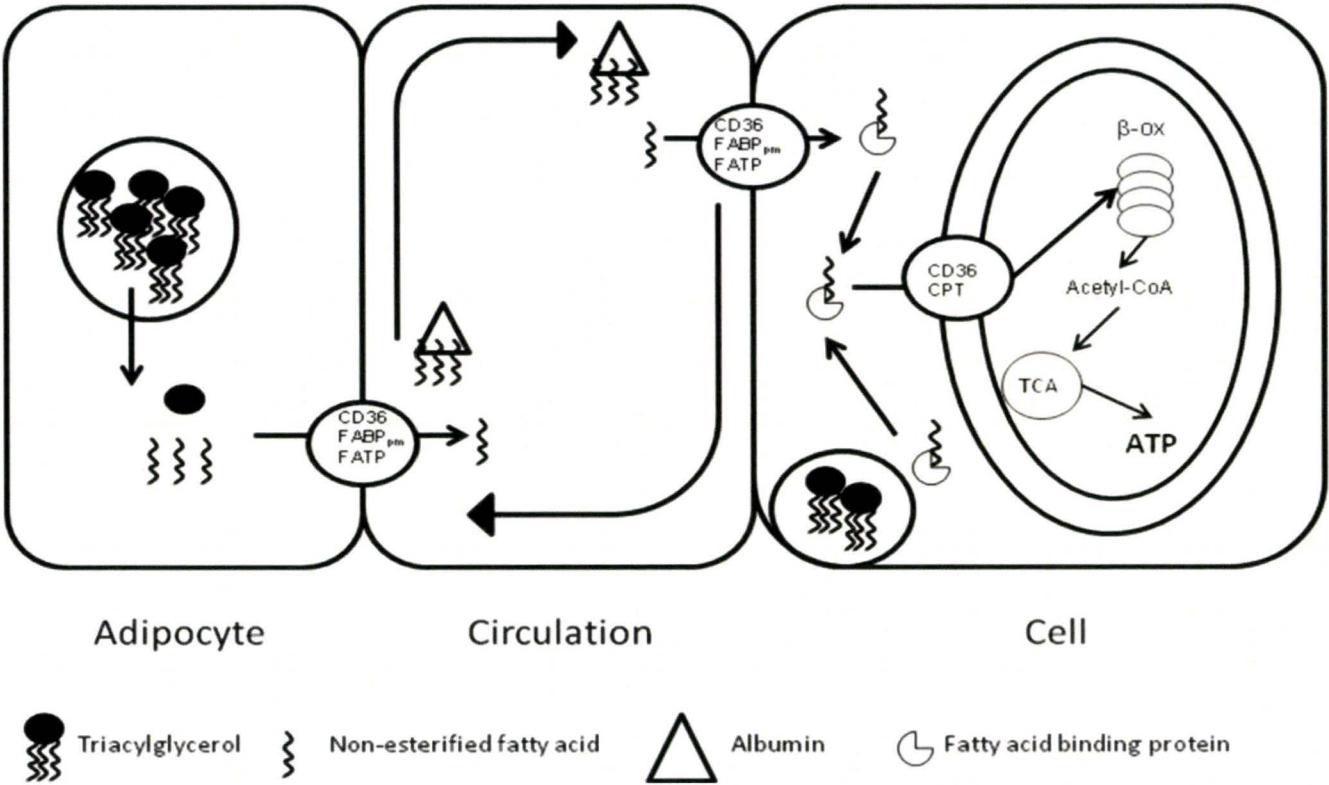 CD36
FABPpm
FATP
β-ox
CD36
CPT
Acetyl-CoA
TCA
ATP
CD36
FABPpm
FATP
Adipocyte
Circulation
Cell
Triacylglycerol
Non-esterified fatty acid
Albumin
Fatty acid binding protein